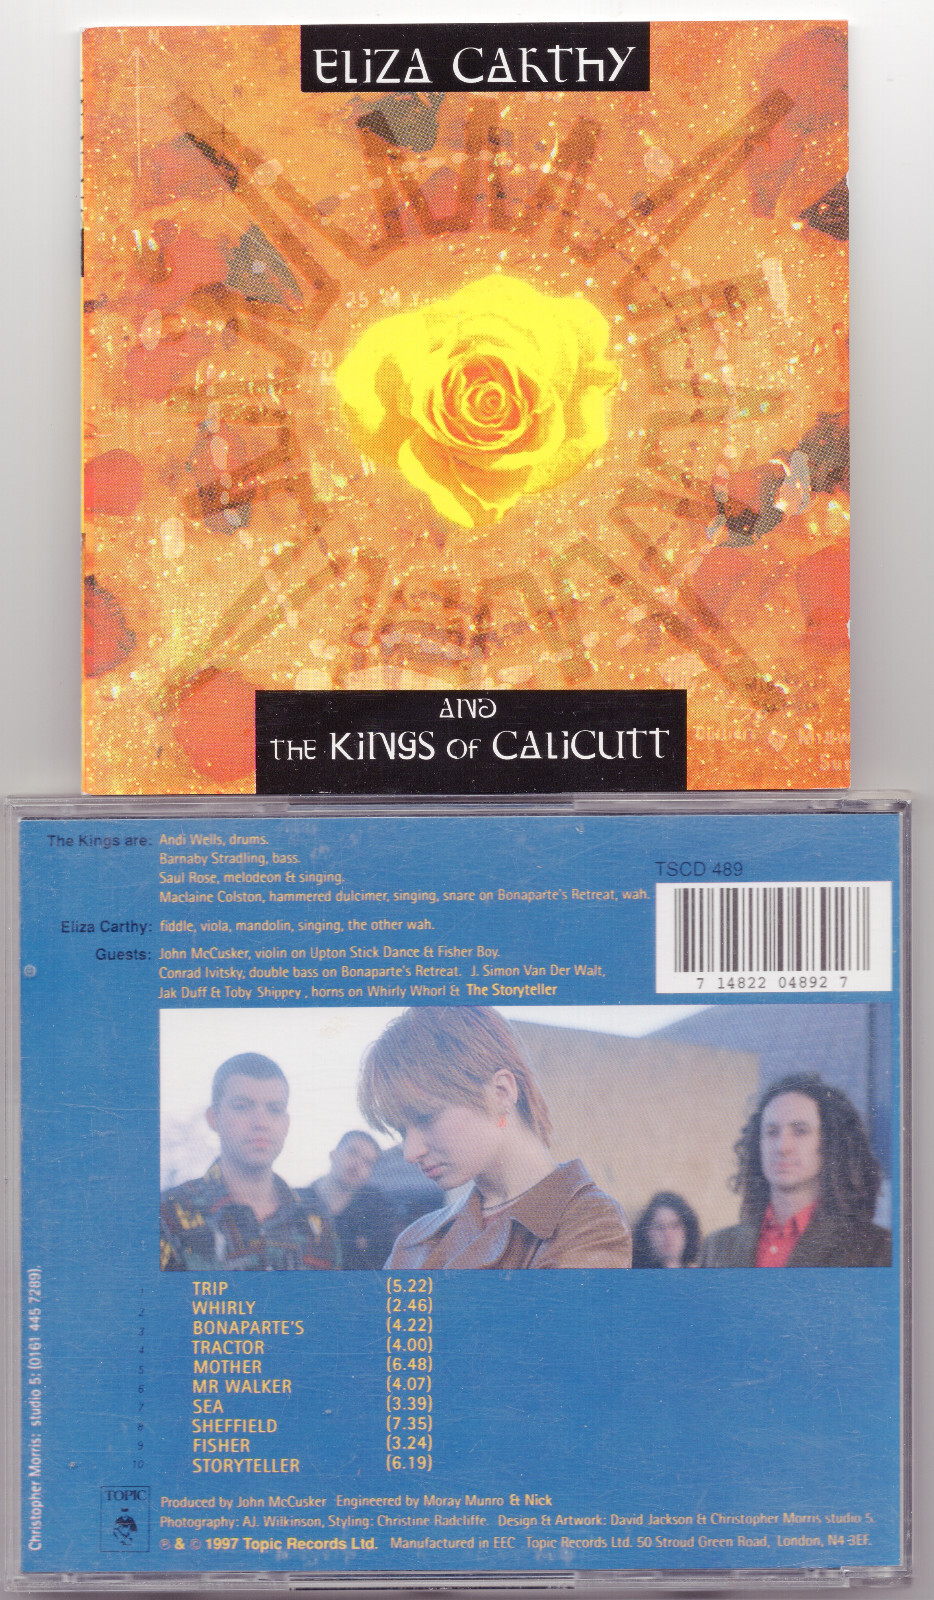 T N
N
ELIZA CARTHY
25
20
AND
THE KINGS OF CALICUTT
The Kings are: Andi Wells, drums.
Barnaby Stradling, bass.
Saul Rose, melodeon & singing.
Maclaine Colston, hammered dulcimer, singing, snare on Bonaparte's Retreat, wah.
Eliza Carthy: fiddle, viola, mandolin, singing, the other wah.
Guests: John McCusker, violin on Upton Stick Dance & Fisher Boy.
Conrad Ivitsky, double bass on Bonaparte's Retreat. J. Simon Van Der Walt,
Jak Duff & Toby Shippey, horns on Whirly Whorl & The Storyteller
TSCD 489
7 14822 04892 7
1 TRIP (5.22)
2 WHIRLY (2.46)
3 BONAPARTE'S (4.22)
4 TRACTOR (4.00)
5 MOTHER (6.48)
6 MR WALKER (4.07)
7 SEA (3.39)
8 SHEFFIELD (7.35)
9 FISHER (3.24)
10 STORYTELLER (6.19)
Christopher Morris: studio 5: (0161 445 7289).
TOPIC
Produced by John McCusker Engineered by Moray Munro & Nick
Photography: AJ. Wilkinson, Styling: Christine Radcliffe. Design & Artwork: David Jackson & Christopher Morris studio 5.
℗ & © 1997 Topic Records Ltd. Manufactured in EEC Topic Records Ltd. 50 Stroud Green Road, London, N4 3EF.